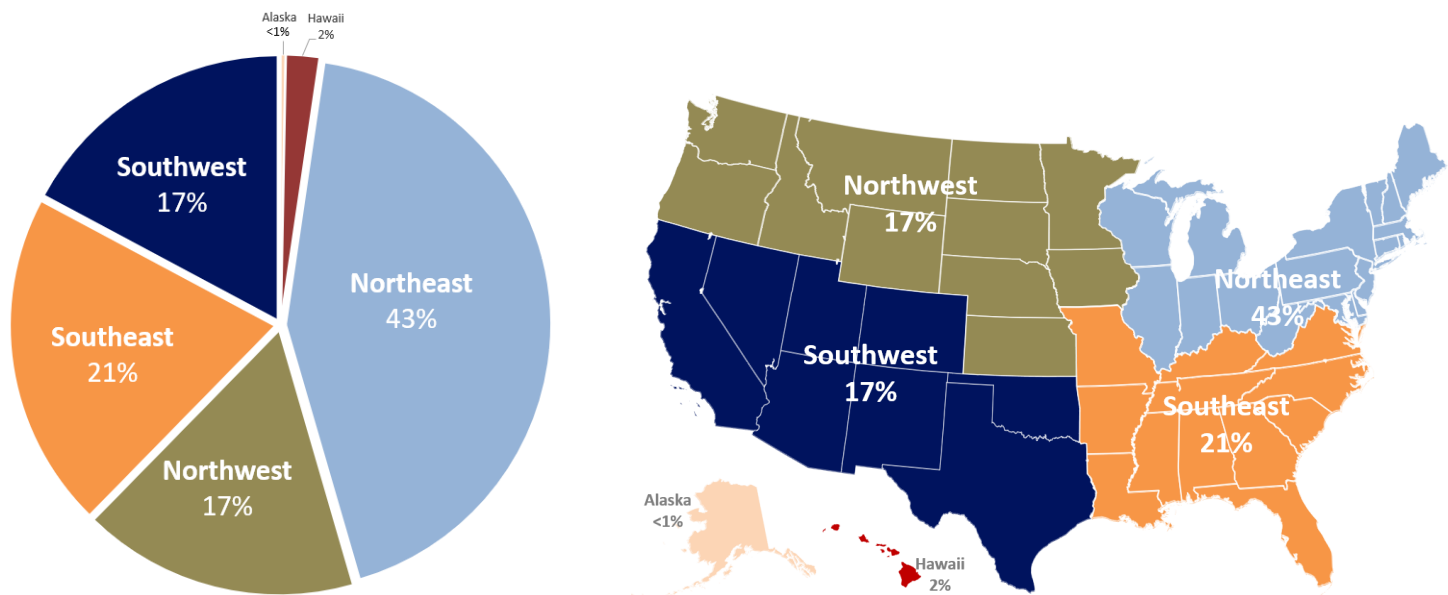 Alaska
<1%
Hawaii
2%
Southwest
17%
Northeast
43%
Southeast
21%
Northwest
17%
Northwest
17%
Northeast
43%
Southwest
17%
Southeast
21%
Alaska
<1%
Hawaii
2%